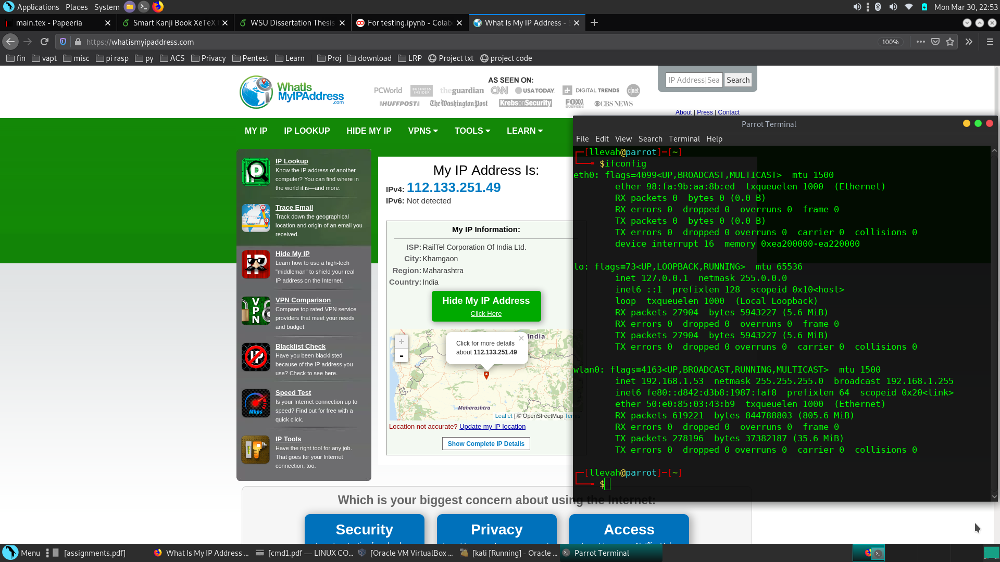 Applications Places System
Mon Mar 30, 22:53
main.tex - Papeeria
Smart Kanji Book XeTeX
WSU Dissertation Thesis
For testing.ipynb - Colab
What Is My IP Address -
https://whatismyipaddress.com
100%
fin vapt misc pi rasp py ACS Privacy Pentest Learn Proj download LRP Project txt project code
WhatIs
MyIPAddress
.com
AS SEEN ON:
PCWorld BUSINESS INSIDER theguardian CNN USA TODAY DIGITAL TRENDS c|net
HUFFPOST The Washington Post KrebsonSecurity FOX BUSINESS CBS NEWS
IP Address|Sea Search
About | Press | Contact
MY IP IP LOOKUP HIDE MY IP VPNS TOOLS LEARN
IP Lookup
Know the IP address of another
computer? You can find where in
the world it is—and more.
Trace Email
Track down the geographical
location and origin of an email you
received.
Hide My IP
Learn how to use a high-tech
"middleman" to shield your real
IP address on the Internet.
VPN Comparison
Compare top rated VPN service
providers that meet your needs
and budget.
Blacklist Check
Have you been blacklisted
because of the IP address you
use? Check to see here.
Speed Test
Is your Internet connection up to
speed? Find out for free with a
quick click.
IP Tools
Have the right tool for any job.
That goes for your Internet
connection, too.
My IP Address Is:
IPv4: 112.133.251.49
IPv6: Not detected
My IP Information:
ISP: RailTel Corporation Of India Ltd.
City: Khamgaon
Region: Maharashtra
Country: India
Hide My IP Address
Click Here
+
-
Click for more details
about 112.133.251.49
×
India
Maharashtra
Leaflet | © OpenStreetMap Terms
Location not accurate? Update my IP location
Show Complete IP Details
Which is your biggest concern about using the Internet:
Security Privacy Access
Parrot Terminal
File Edit View Search Terminal Help
┌─[llevah@parrot]─[~]
└──╼ $ifconfig
eth0: flags=4099<UP,BROADCAST,MULTICAST>  mtu 1500
        ether 98:fa:9b:aa:8b:ed  txqueuelen 1000  (Ethernet)
        RX packets 0  bytes 0 (0.0 B)
        RX errors 0  dropped 0  overruns 0  frame 0
        TX packets 0  bytes 0 (0.0 B)
        TX errors 0  dropped 0 overruns 0  carrier 0  collisions 0
        device interrupt 16  memory 0xea200000-ea220000
lo: flags=73<UP,LOOPBACK,RUNNING>  mtu 65536
        inet 127.0.0.1  netmask 255.0.0.0
        inet6 ::1  prefixlen 128  scopeid 0x10<host>
        loop  txqueuelen 1000  (Local Loopback)
        RX packets 27904  bytes 5943227 (5.6 MiB)
        RX errors 0  dropped 0  overruns 0  frame 0
        TX packets 27904  bytes 5943227 (5.6 MiB)
        TX errors 0  dropped 0 overruns 0  carrier 0  collisions 0
wlan0: flags=4163<UP,BROADCAST,RUNNING,MULTICAST>  mtu 1500
        inet 192.168.1.53  netmask 255.255.255.0  broadcast 192.168.1.255
        inet6 fe80::d842:d3b8:1987:faf8  prefixlen 64  scopeid 0x20<link>
        ether 50:e0:85:03:43:b9  txqueuelen 1000  (Ethernet)
        RX packets 619221  bytes 844788803 (805.6 MiB)
        RX errors 0  dropped 0  overruns 0  frame 0
        TX packets 278196  bytes 37382187 (35.6 MiB)
        TX errors 0  dropped 0 overruns 0  carrier 0  collisions 0
┌─[llevah@parrot]─[~]
└──╼ $
Menu [assignments.pdf] What Is My IP Address ... [cmd1.pdf — LINUX CO... [Oracle VM VirtualBox ... [kali [Running] - Oracle ... Parrot Terminal